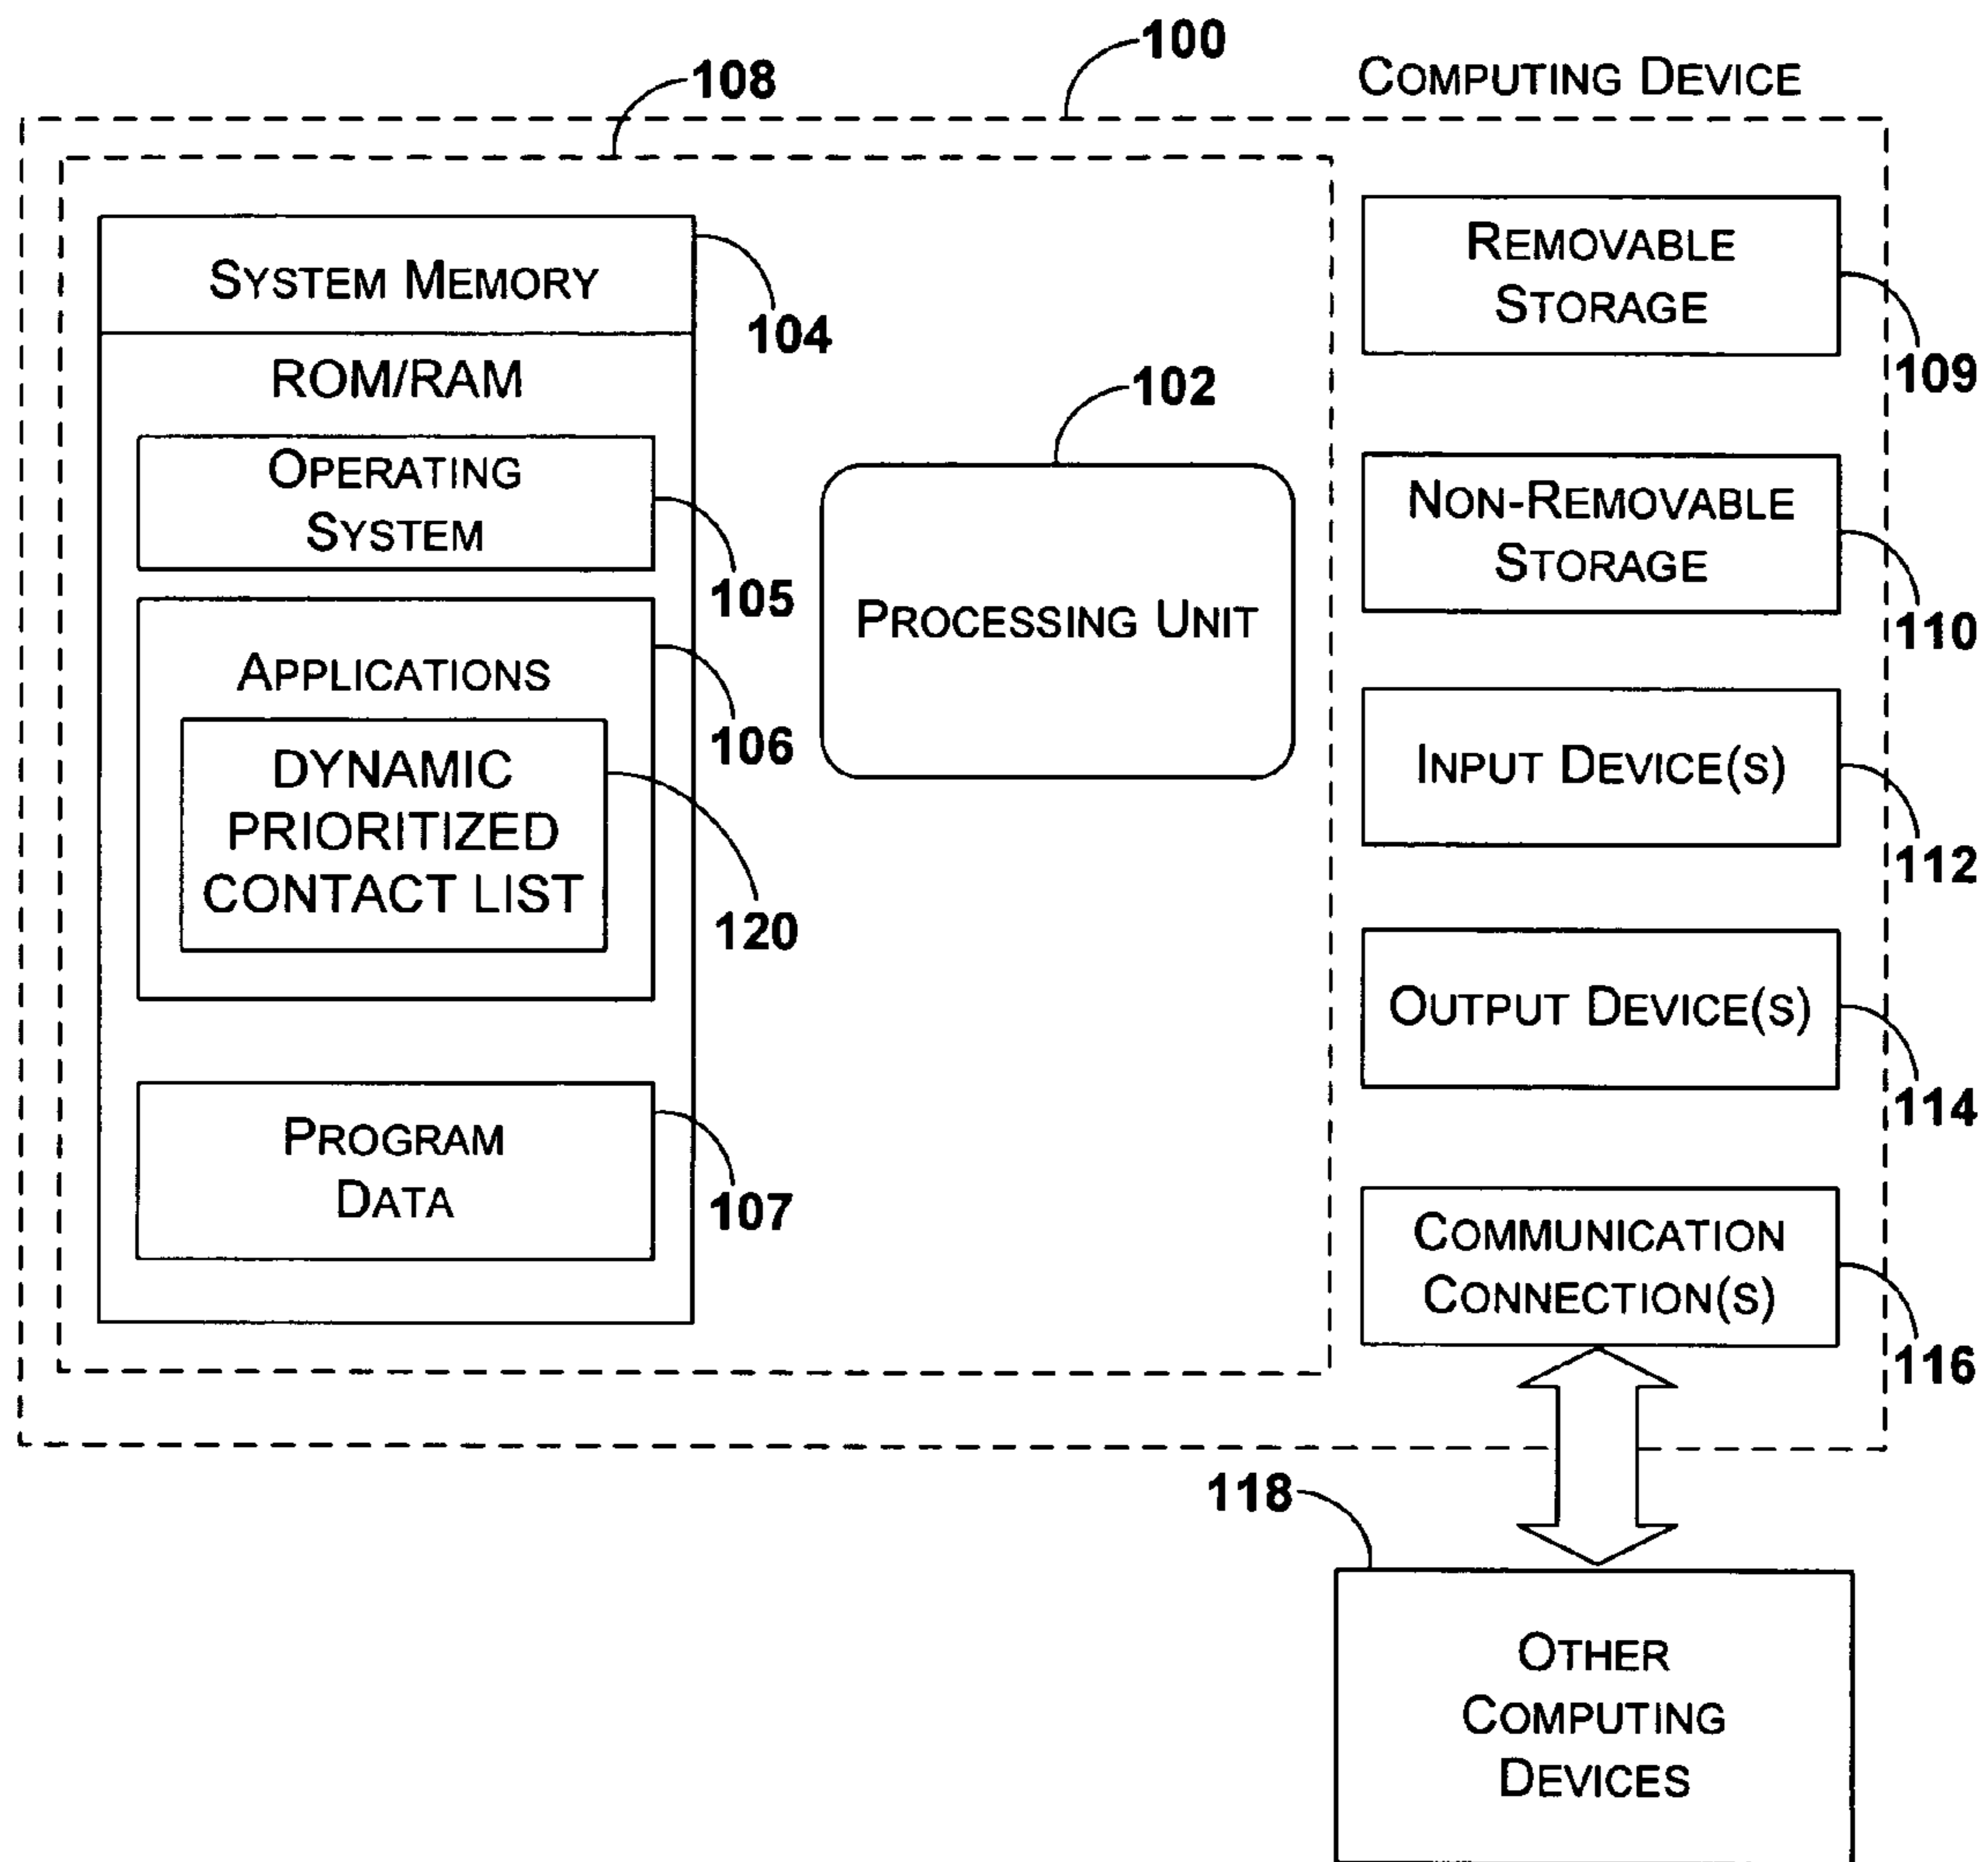 100
COMPUTING DEVICE
108
SYSTEM MEMORY
104
ROM/RAM
OPERATING
SYSTEM
105
APPLICATIONS
106
DYNAMIC
PRIORITIZED
CONTACT LIST
120
PROGRAM
DATA
107
102
PROCESSING UNIT
REMOVABLE
STORAGE
109
NON-REMOVABLE
STORAGE
110
INPUT DEVICE(S)
112
OUTPUT DEVICE(S)
114
COMMUNICATION
CONNECTION(S)
116
118
OTHER
COMPUTING
DEVICES